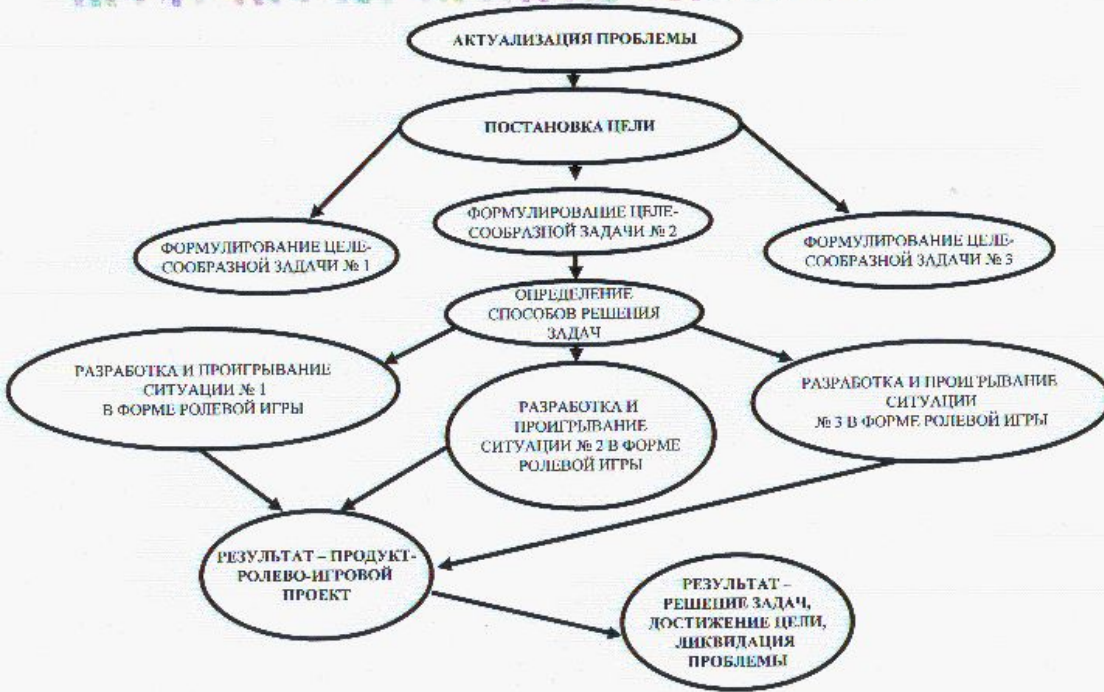 АКТУАЛИЗАЦИЯ ПРОБЛЕМЫ
ПОСТАНОВКА ЦЕЛИ
ФОРМУЛИРОВАНИЕ ЦЕЛЕ-
СООБРАЗНОЙ ЗАДАЧИ № 1
ФОРМУЛИРОВАНИЕ ЦЕЛЕ-
СООБРАЗНОЙ ЗАДАЧИ № 2
ФОРМУЛИРОВАНИЕ ЦЕЛЕ-
СООБРАЗНОЙ ЗАДАЧИ № 3
ОПРЕДЕЛЕНИЕ
СПОСОБОВ РЕШЕНИЯ
ЗАДАЧ
РАЗРАБОТКА И ПРОИГРЫВАНИЕ
СИТУАЦИИ № 1
В ФОРМЕ РОЛЕВОЙ ИГРЫ
РАЗРАБОТКА И
ПРОИГРЫВАНИЕ
СИТУАЦИИ № 2 В ФОРМЕ
РОЛЕВОЙ ИГРЫ
РАЗРАБОТКА И ПРОИГРЫВАНИЕ
СИТУАЦИИ
№ 3 В ФОРМЕ РОЛЕВОЙ ИГРЫ
РЕЗУЛЬТАТ – ПРОДУКТ-
РОЛЕВО-ИГРОВОЙ
ПРОЕКТ
РЕЗУЛЬТАТ –
РЕШЕНИЕ ЗАДАЧ,
ДОСТИЖЕНИЕ ЦЕЛИ,
ЛИКВИДАЦИЯ
ПРОБЛЕМЫ